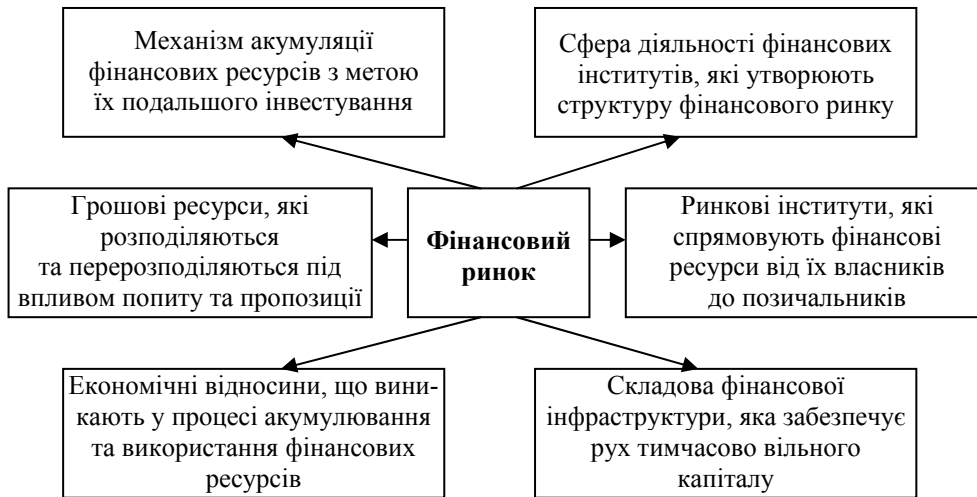 Механізм акумуляції
фінансових ресурсів з метою
їх подальшого інвестування
Сфера діяльності фінансових
інститутів, які утворюють
структуру фінансового ринку
Грошові ресурси, які
розподіляються
та перерозподіляються під
впливом попиту та пропозиції
Фінансовий
ринок
Ринкові інститути, які
спрямовують фінансові
ресурси від їх власників
до позичальників
Економічні відносини, що вини-
кають у процесі акумулювання
та використання фінансових
ресурсів
Складова фінансової
інфраструктури, яка забезпечує
рух тимчасово вільного
капіталу